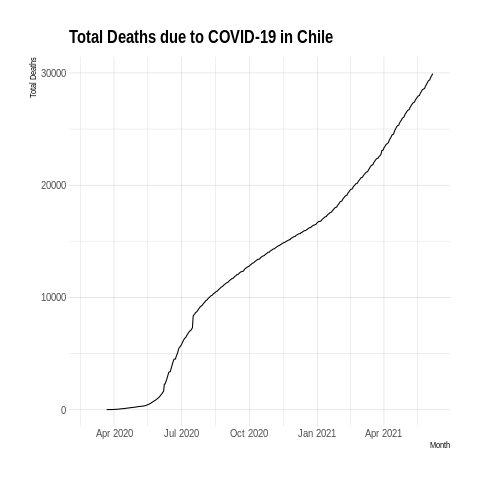 Total Deaths due to COVID-19 in Chile
Total Deaths
30000
20000
10000
0
Apr 2020 Jul 2020 Oct 2020 Jan 2021 Apr 2021
Month